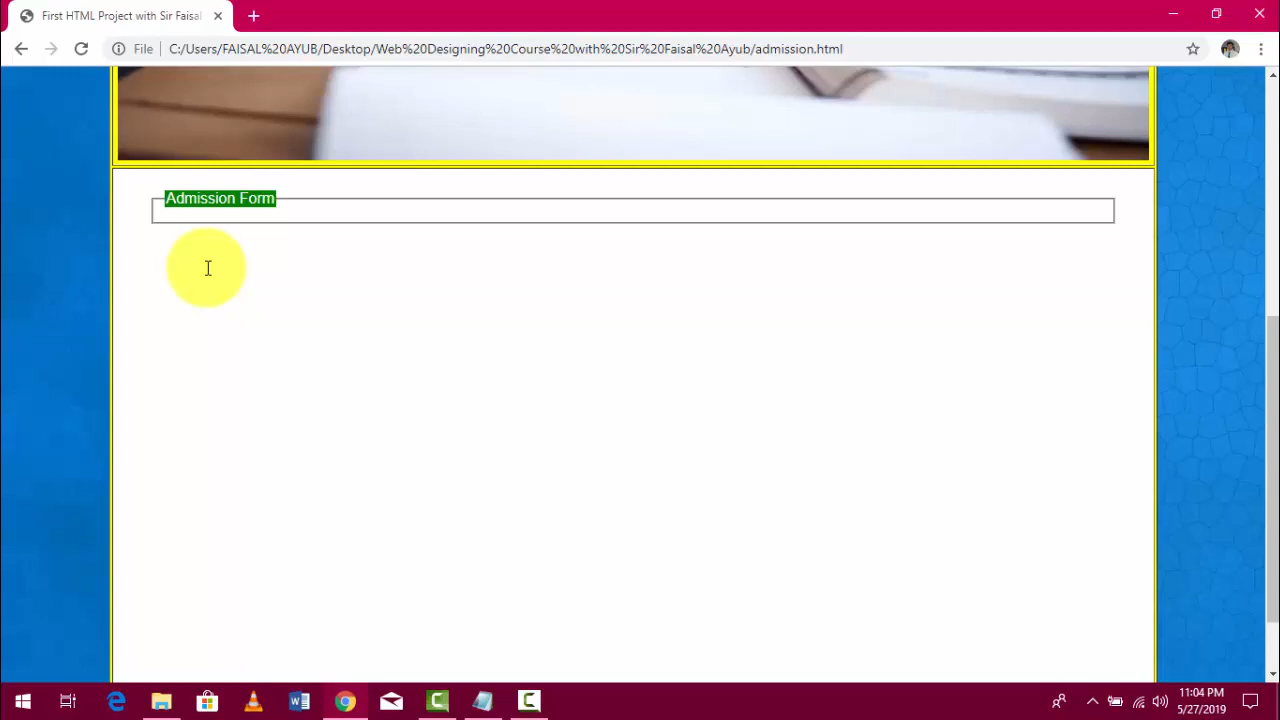 First HTML Project with Sir Faisal
File
C:/Users/FAISAL%20AYUB/Desktop/Web%20Designing%20Course%20with%20Sir%20Faisal%20Ayub/admission.html
Admission Form
11:04 PM
5/27/2019